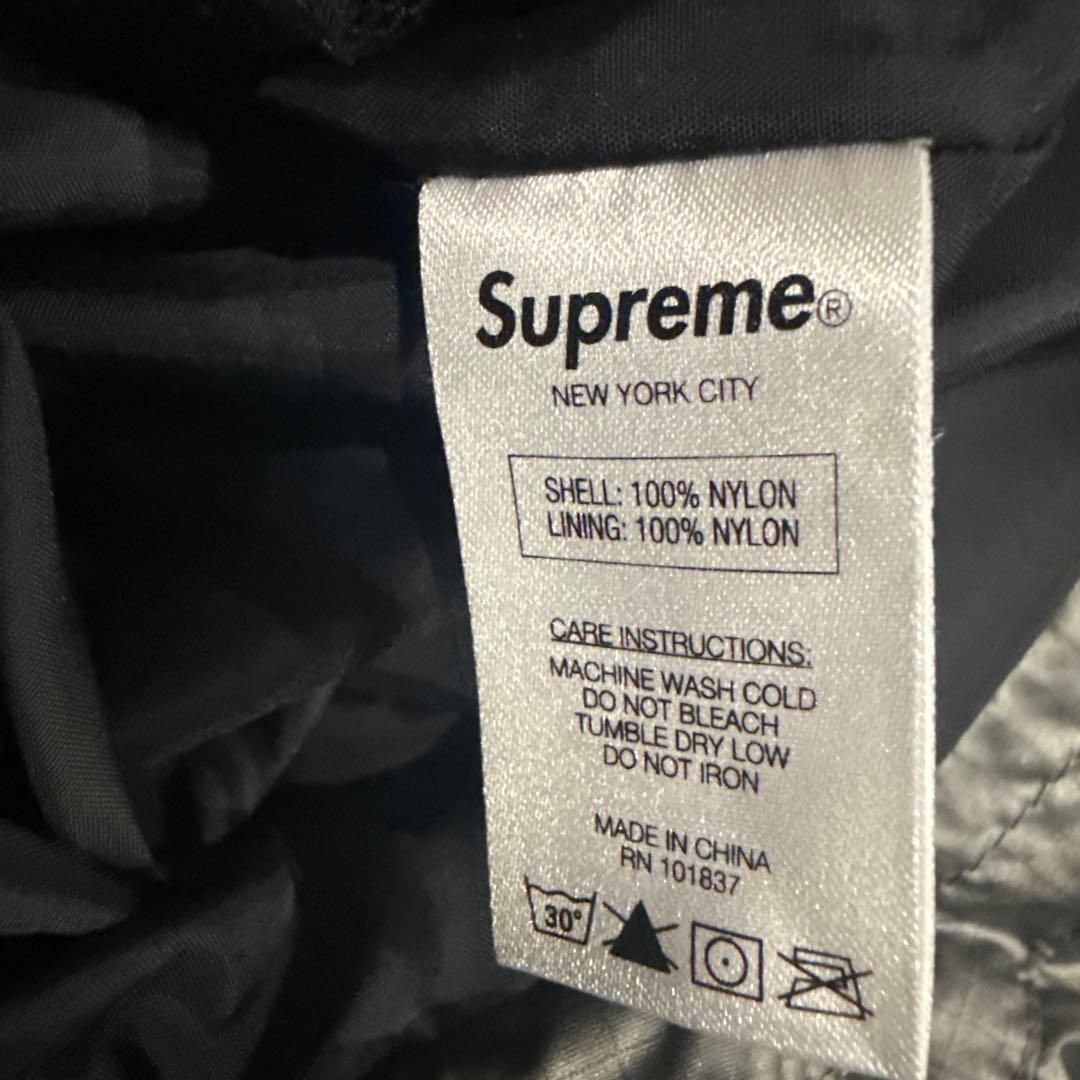 Supreme®
NEW YORK CITY
SHELL: 100% NYLON
LINING: 100% NYLON
CARE INSTRUCTIONS:
MACHINE WASH COLD
DO NOT BLEACH
TUMBLE DRY LOW
DO NOT IRON
MADE IN CHINA
RN 101837
30°